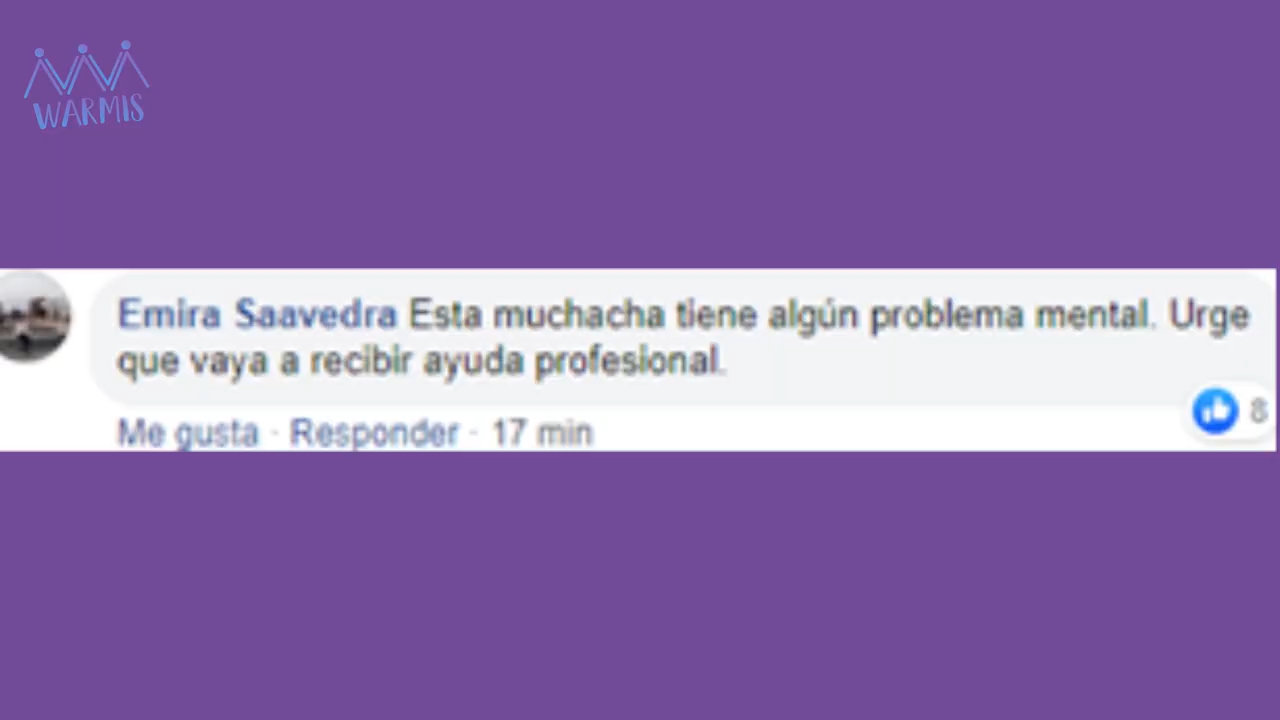 WARMIS
Emira Saavedra Esta muchacha tiene algún problema mental. Urge
que vaya a recibir ayuda profesional.
8
Me gusta · Responder · 17 min